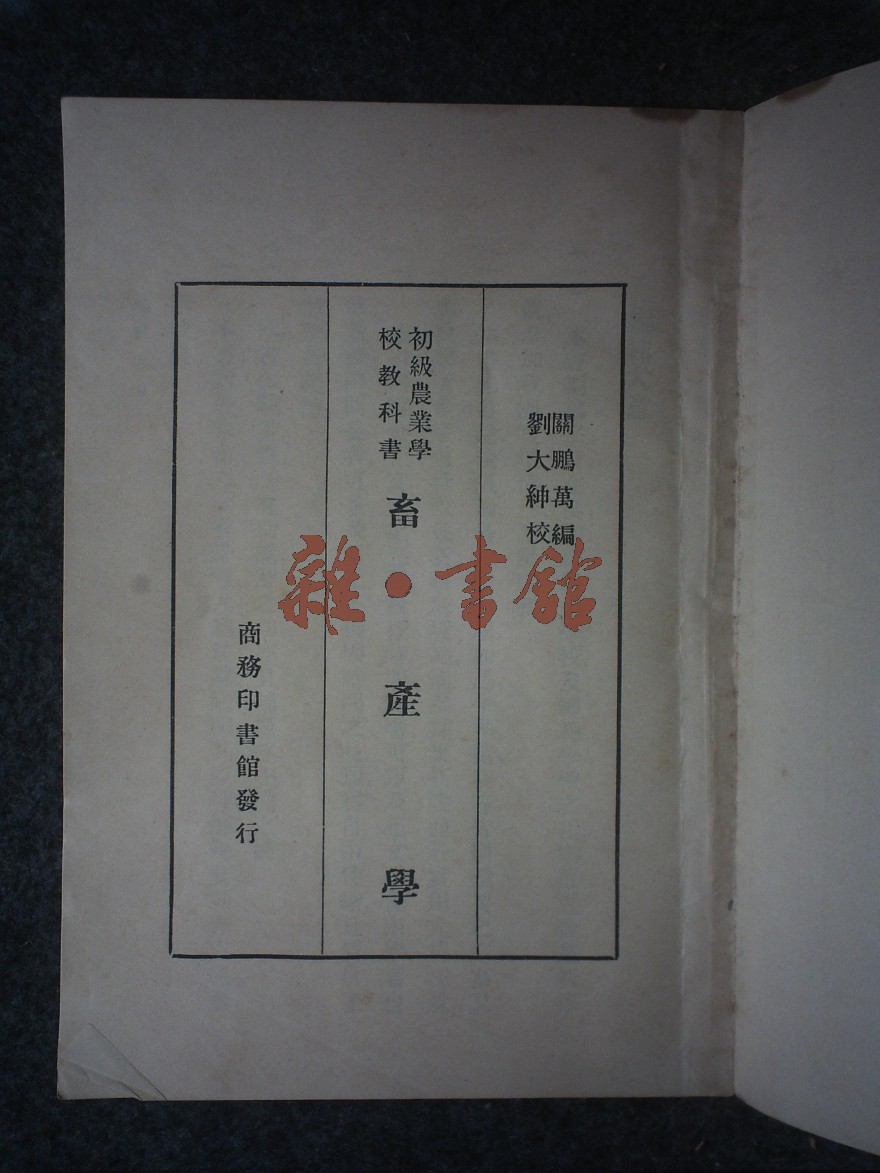 關鵬萬編
劉大紳校
初級農業學
校教科書
畜產學
商務印書館發行
雜·書館